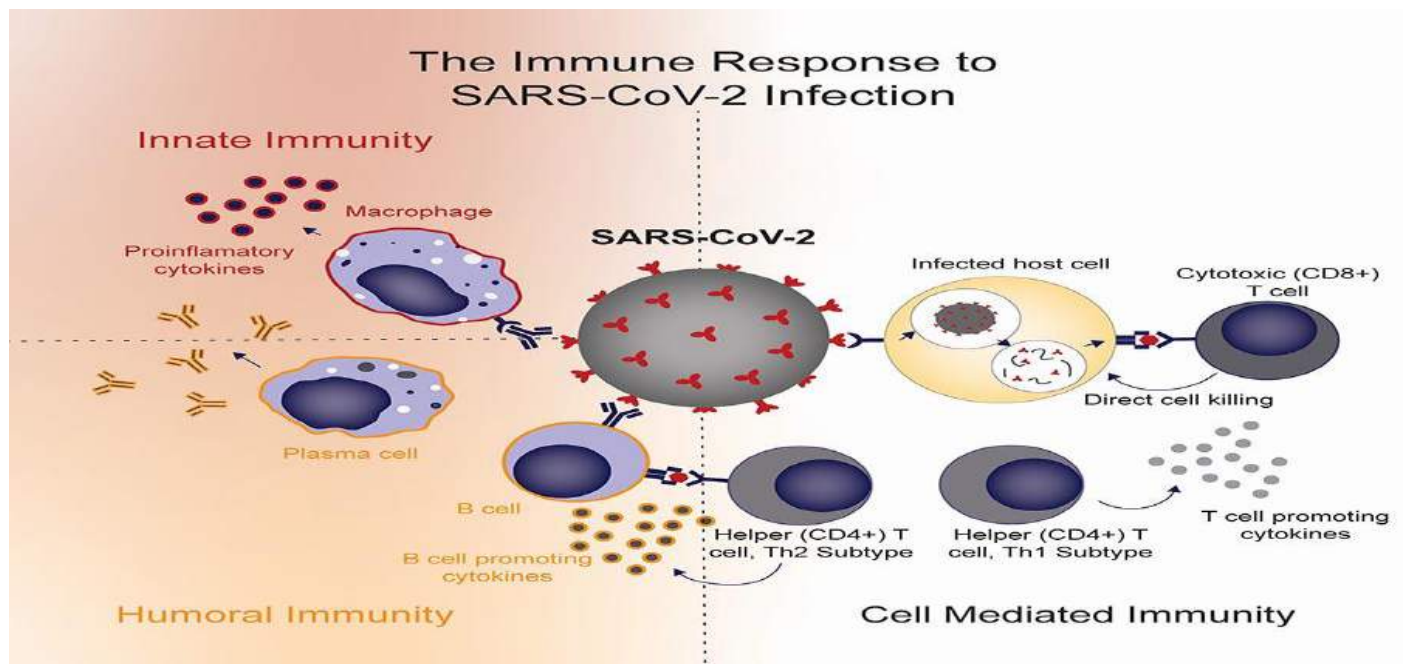 The Immune Response to
SARS-CoV-2 Infection
Innate Immunity
Macrophage
Proinflamatory
cytokines
SARS-CoV-2
Infected host cell
Cytotoxic (CD8+)
T cell
Direct cell killing
Plasma cell
B cell
B cell promoting
cytokines
Helper (CD4+) T
cell, Th2 Subtype
Helper (CD4+) T
cell, Th1 Subtype
T cell promoting
cytokines
Humoral Immunity
Cell Mediated Immunity